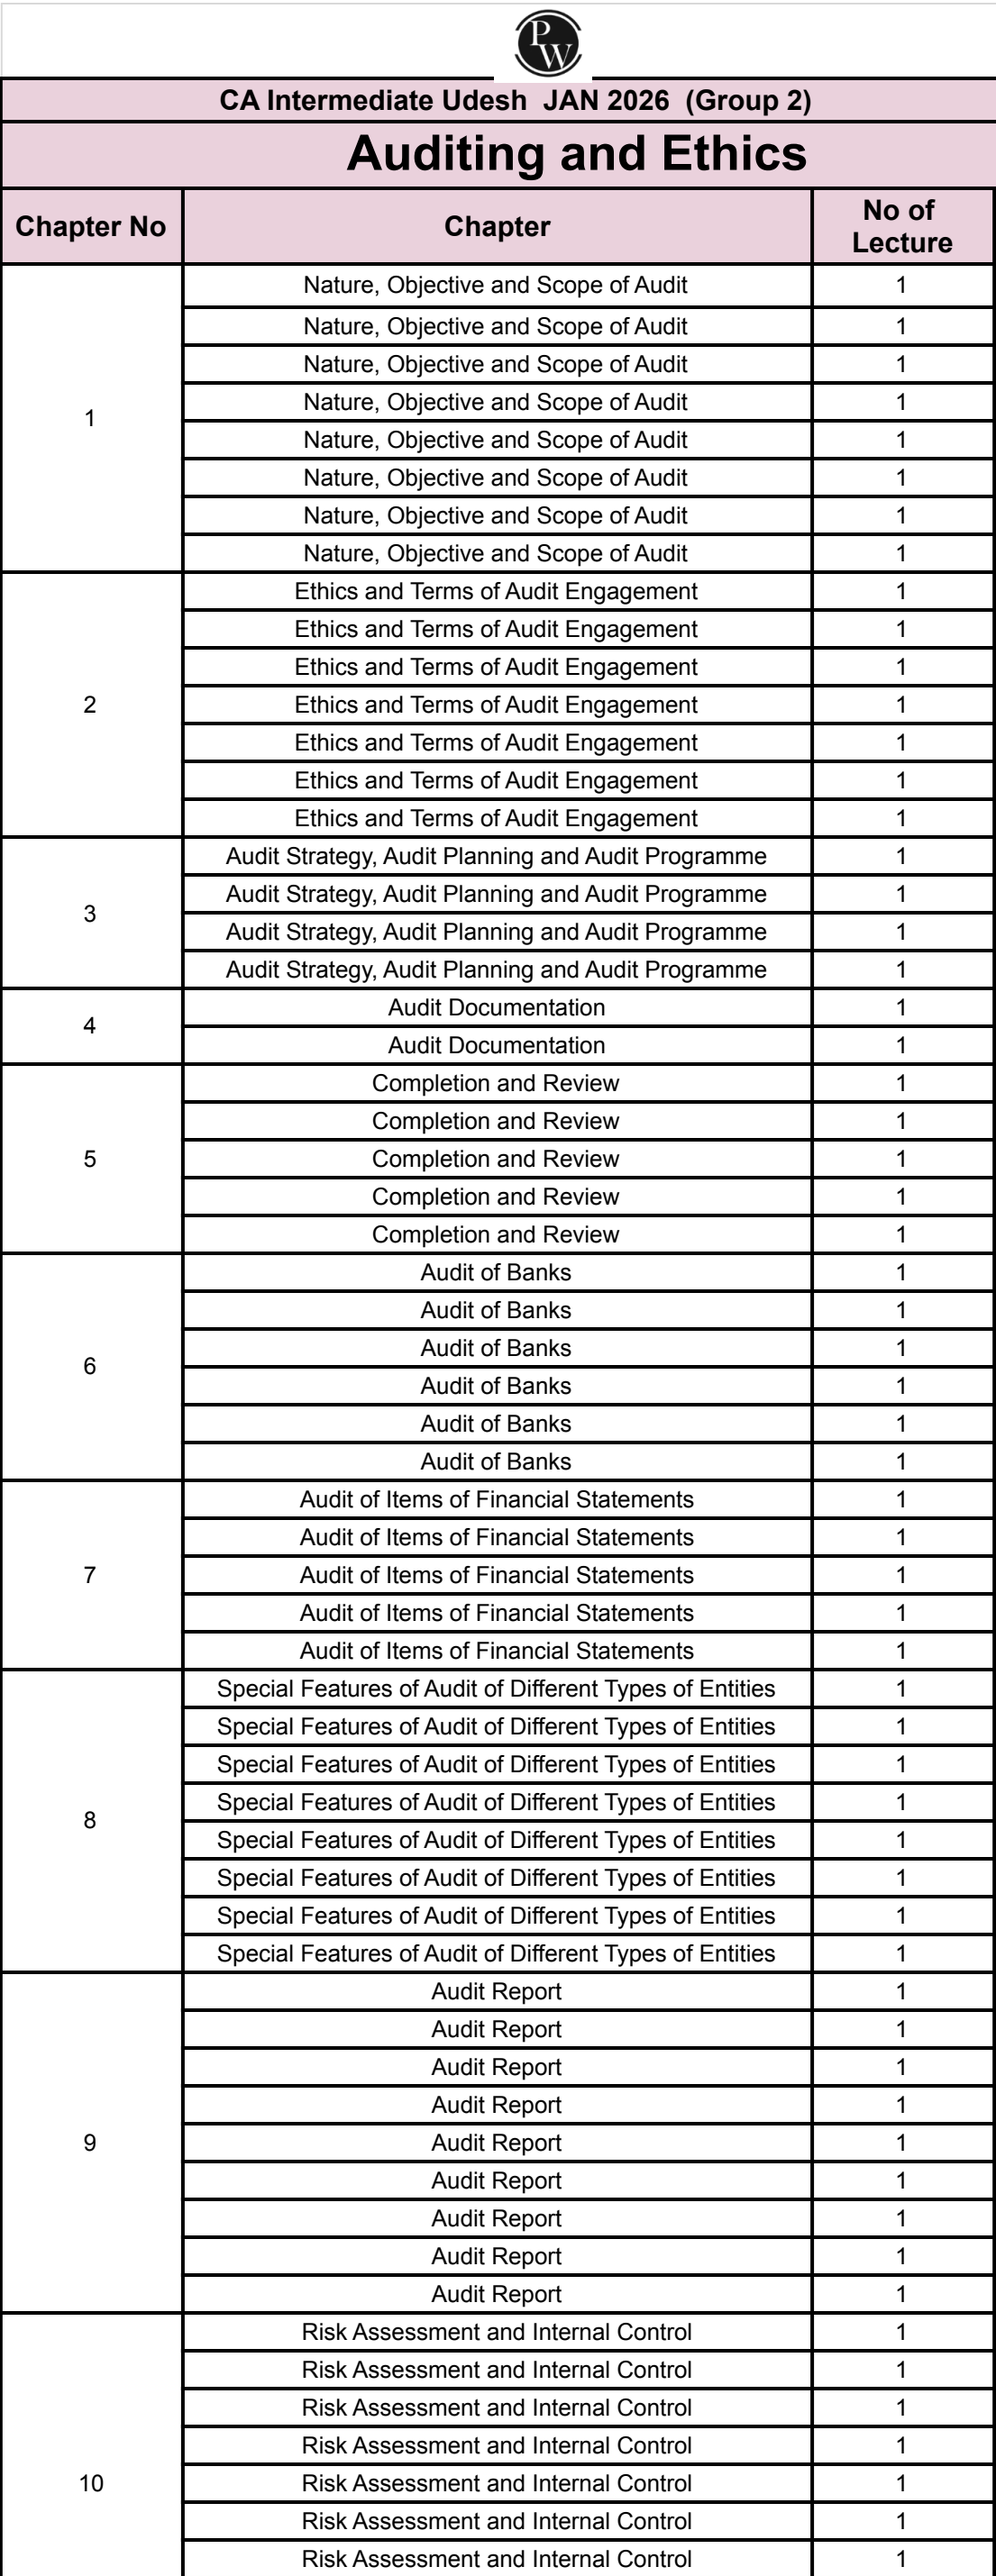 PW
CA Intermediate Udesh JAN 2026 (Group 2)
Auditing and Ethics
Chapter No Chapter No of Lecture
1
Nature, Objective and Scope of Audit 1
Nature, Objective and Scope of Audit 1
Nature, Objective and Scope of Audit 1
Nature, Objective and Scope of Audit 1
Nature, Objective and Scope of Audit 1
Nature, Objective and Scope of Audit 1
Nature, Objective and Scope of Audit 1
Nature, Objective and Scope of Audit 1
2
Ethics and Terms of Audit Engagement 1
Ethics and Terms of Audit Engagement 1
Ethics and Terms of Audit Engagement 1
Ethics and Terms of Audit Engagement 1
Ethics and Terms of Audit Engagement 1
Ethics and Terms of Audit Engagement 1
Ethics and Terms of Audit Engagement 1
3
Audit Strategy, Audit Planning and Audit Programme 1
Audit Strategy, Audit Planning and Audit Programme 1
Audit Strategy, Audit Planning and Audit Programme 1
Audit Strategy, Audit Planning and Audit Programme 1
4
Audit Documentation 1
Audit Documentation 1
5
Completion and Review 1
Completion and Review 1
Completion and Review 1
Completion and Review 1
Completion and Review 1
6
Audit of Banks 1
Audit of Banks 1
Audit of Banks 1
Audit of Banks 1
Audit of Banks 1
Audit of Banks 1
7
Audit of Items of Financial Statements 1
Audit of Items of Financial Statements 1
Audit of Items of Financial Statements 1
Audit of Items of Financial Statements 1
Audit of Items of Financial Statements 1
8
Special Features of Audit of Different Types of Entities 1
Special Features of Audit of Different Types of Entities 1
Special Features of Audit of Different Types of Entities 1
Special Features of Audit of Different Types of Entities 1
Special Features of Audit of Different Types of Entities 1
Special Features of Audit of Different Types of Entities 1
Special Features of Audit of Different Types of Entities 1
Special Features of Audit of Different Types of Entities 1
9
Audit Report 1
Audit Report 1
Audit Report 1
Audit Report 1
Audit Report 1
Audit Report 1
Audit Report 1
Audit Report 1
Audit Report 1
10
Risk Assessment and Internal Control 1
Risk Assessment and Internal Control 1
Risk Assessment and Internal Control 1
Risk Assessment and Internal Control 1
Risk Assessment and Internal Control 1
Risk Assessment and Internal Control 1
Risk Assessment and Internal Control 1